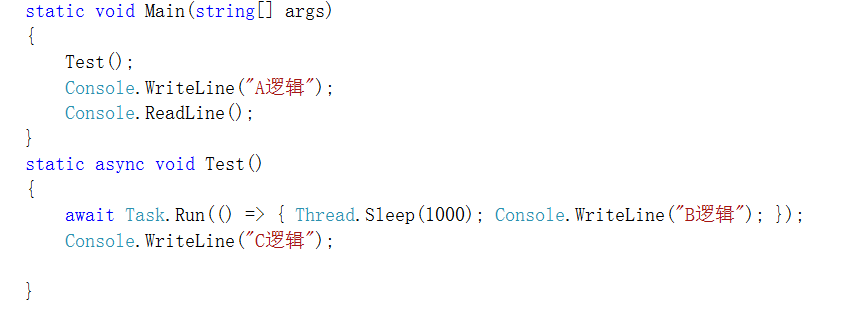 static void Main(string[] args)
{
    Test();
    Console.WriteLine("A逻辑");
    Console.ReadLine();
}
static async void Test()
{
    await Task.Run(() => { Thread.Sleep(1000); Console.WriteLine("B逻辑"); });
    Console.WriteLine("C逻辑");
}